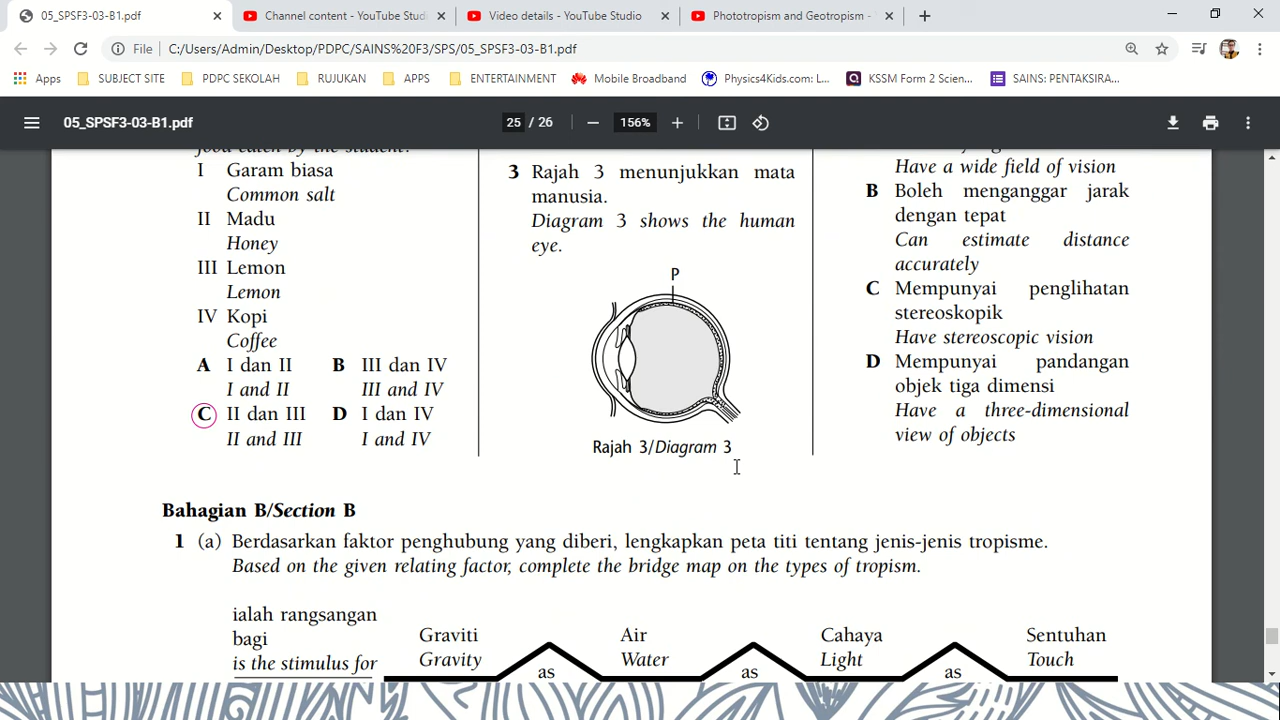 05_SPSF3-03-B1.pdf
Channel content - YouTube Studi
Video details - YouTube Studio
Phototropism and Geotropism -
File
C:/Users/Admin/Desktop/PDPC/SAINS%20F3/SPS/05_SPSF3-03-B1.pdf
Apps
SUBJECT SITE
PDPC SEKOLAH
RUJUKAN
APPS
ENTERTAINMENT
Mobile Broadband
Physics4Kids.com: L...
KSSM Form 2 Scien...
SAINS: PENTAKSIRA...
05_SPSF3-03-B1.pdf
25 / 26
156%
food eaten by the student?
I Garam biasa
Common salt
II Madu
Honey
III Lemon
Lemon
IV Kopi
Coffee
A I dan II B III dan IV
I and II III and IV
C II dan III D I dan IV
II and III I and IV
3 Rajah 3 menunjukkan mata
manusia.
Diagram 3 shows the human
eye.
P
Rajah 3/Diagram 3
Have a wide field of vision
B Boleh menganggar jarak
dengan tepat
Can estimate distance
accurately
C Mempunyai penglihatan
stereoskopik
Have stereoscopic vision
D Mempunyai pandangan
objek tiga dimensi
Have a three-dimensional
view of objects
Bahagian B/Section B
1 (a) Berdasarkan faktor penghubung yang diberi, lengkapkan peta titi tentang jenis-jenis tropisme.
Based on the given relating factor, complete the bridge map on the types of tropism.
ialah rangsangan
bagi
is the stimulus for
Graviti
Gravity
as
Air
Water
as
Cahaya
Light
as
Sentuhan
Touch